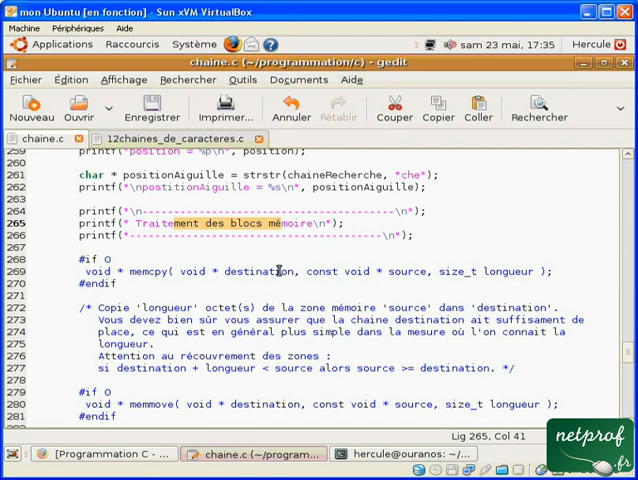 mon Ubuntu [en fonction] - Sun xVM VirtualBox
Machine Périphériques Aide
Applications Raccourcis Système sam 23 mai, 17:35 Hercule
chaine.c (~/programmation/c) - gedit
Fichier Édition Affichage Rechercher Outils Documents Aide
Nouveau Ouvrir Enregistrer Imprimer... Annuler Rétablir Couper Copier Coller Rechercher
chaine.c 12chaines_de_caracteres.c
259 printf("position = %p\n", position);
260
261 char * positionAiguille = strstr(chaineRecherche, "che");
262 printf("\npostitionAiguille = %s\n", positionAiguille);
263
264 printf("\n---------------------------------------\n");
265 printf(" Traitement des blocs mémoire\n");
266 printf("---------------------------------------\n");
267
268 #if 0
269 void * memcpy( void * destination, const void * source, size_t longueur );
270 #endif
271
272 /* Copie 'longueur' octet(s) de la zone mémoire 'source' dans 'destination'.
273 Vous devez bien sûr vous assurer que la chaine destination ait suffisament de
274 place, ce qui est en général plus simple dans la mesure où l'on connait la
275 longueur.
276 Attention au récouvrement des zones :
277 si destination + longueur < source alors source >= destination. */
278
279 #if 0
280 void * memmove( void * destination, const void * source, size_t longueur );
281 #endif
282
Lig 265, Col 41
[Programmation C - ... chaine.c (~/program... hercule@ouranos: ~/...
netprof
.fr